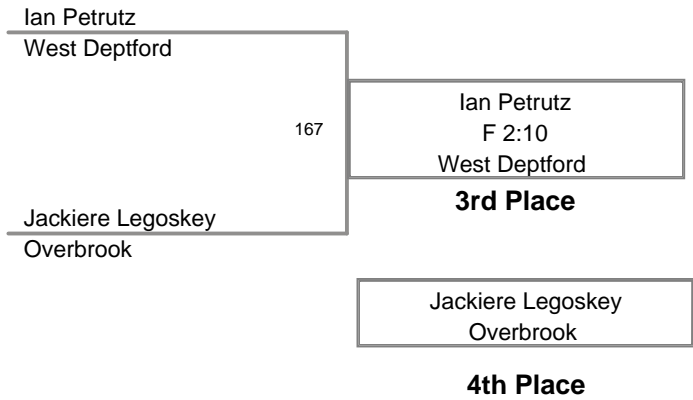 Ian Petrutz
West Deptford
167
Ian Petrutz
F 2:10
West Deptford
3rd Place
Jackiere Legoskey
Overbrook
Jackiere Legoskey
Overbrook
4th Place